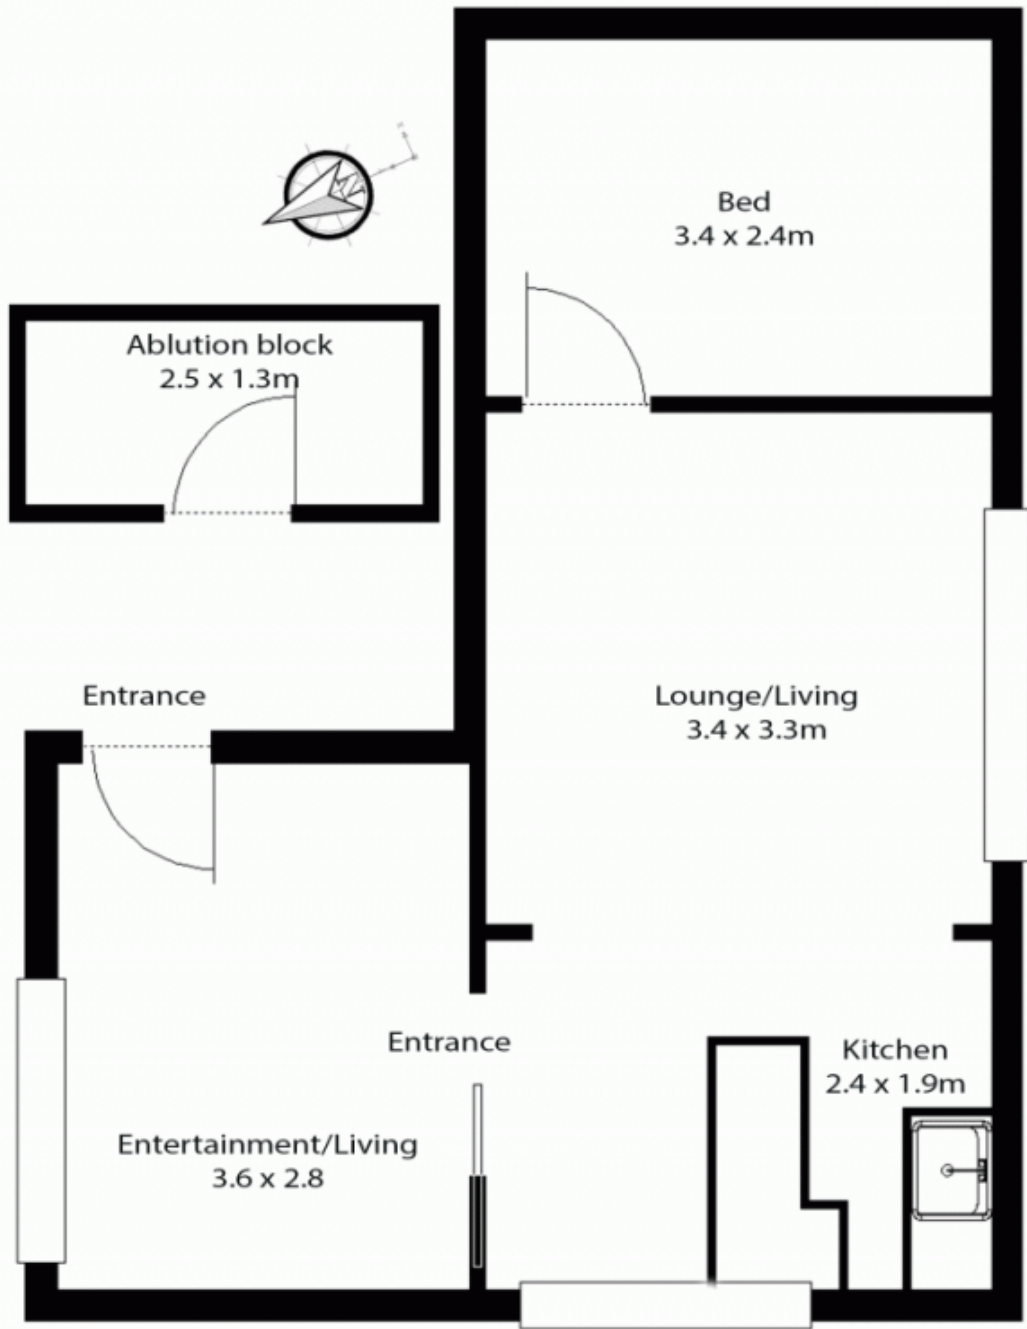 Bed
3.4 x 2.4m
Ablution block
2.5 x 1.3m
Entrance
Lounge/Living
3.4 x 3.3m
Entrance
Kitchen
2.4 x 1.9m
Entertainment/Living
3.6 x 2.8